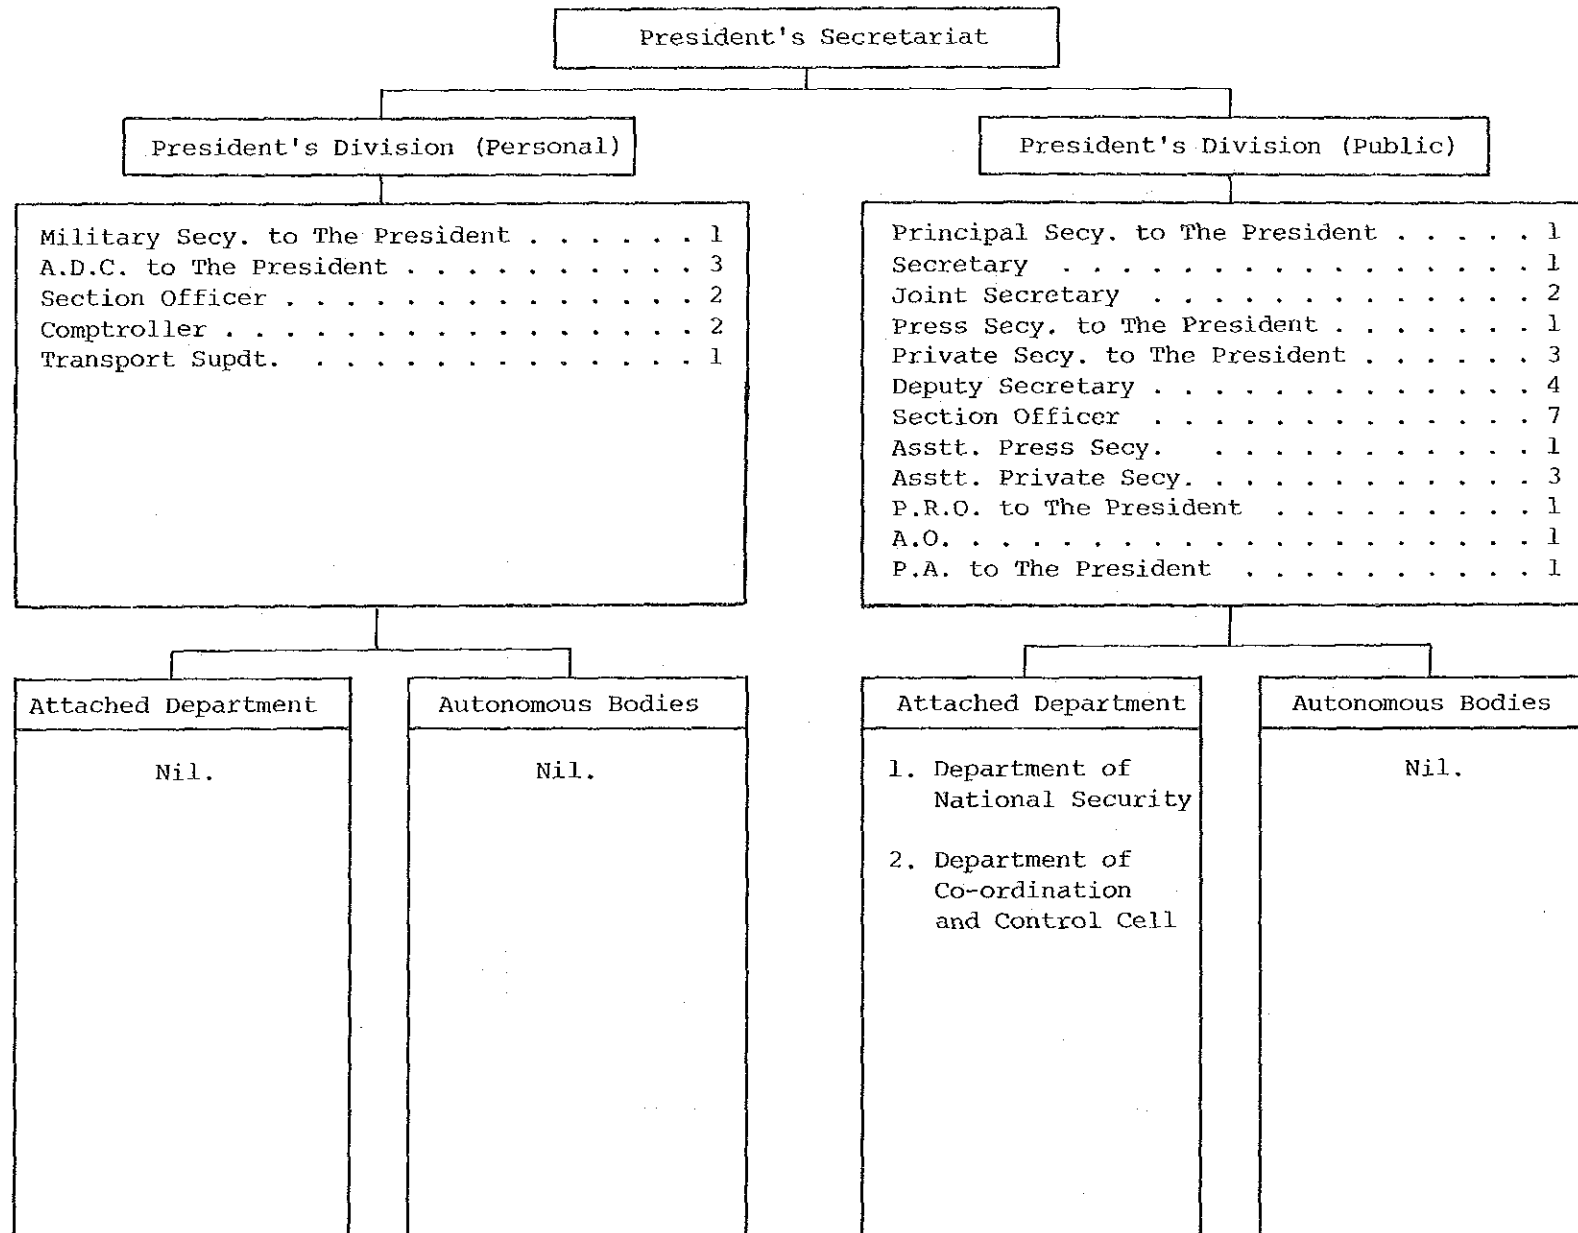 President's Secretariat
President's Division (Personal)
Military Secy. to The President . . . . . . 1
A.D.C. to The President . . . . . . . . . . 3
Section Officer . . . . . . . . . . . . . . 2
Comptroller . . . . . . . . . . . . . . . . 2
Transport Supdt. . . . . . . . . . . . . . 1
Attached Department
Nil.
Autonomous Bodies
Nil.
President's Division (Public)
Principal Secy. to The President . . . . . 1
Secretary . . . . . . . . . . . . . . . . 1
Joint Secretary . . . . . . . . . . . . . 2
Press Secy. to The President . . . . . . . 1
Private Secy. to The President . . . . . . 3
Deputy Secretary . . . . . . . . . . . . . 4
Section Officer . . . . . . . . . . . . . 7
Asstt. Press Secy. . . . . . . . . . . . 1
Asstt. Private Secy. . . . . . . . . . . . 3
P.R.O. to The President . . . . . . . . . 1
A.O. . . . . . . . . . . . . . . . . . . . 1
P.A. to The President . . . . . . . . . . 1
Attached Department
1. Department of
National Security
2. Department of
Co-ordination
and Control Cell
Autonomous Bodies
Nil.